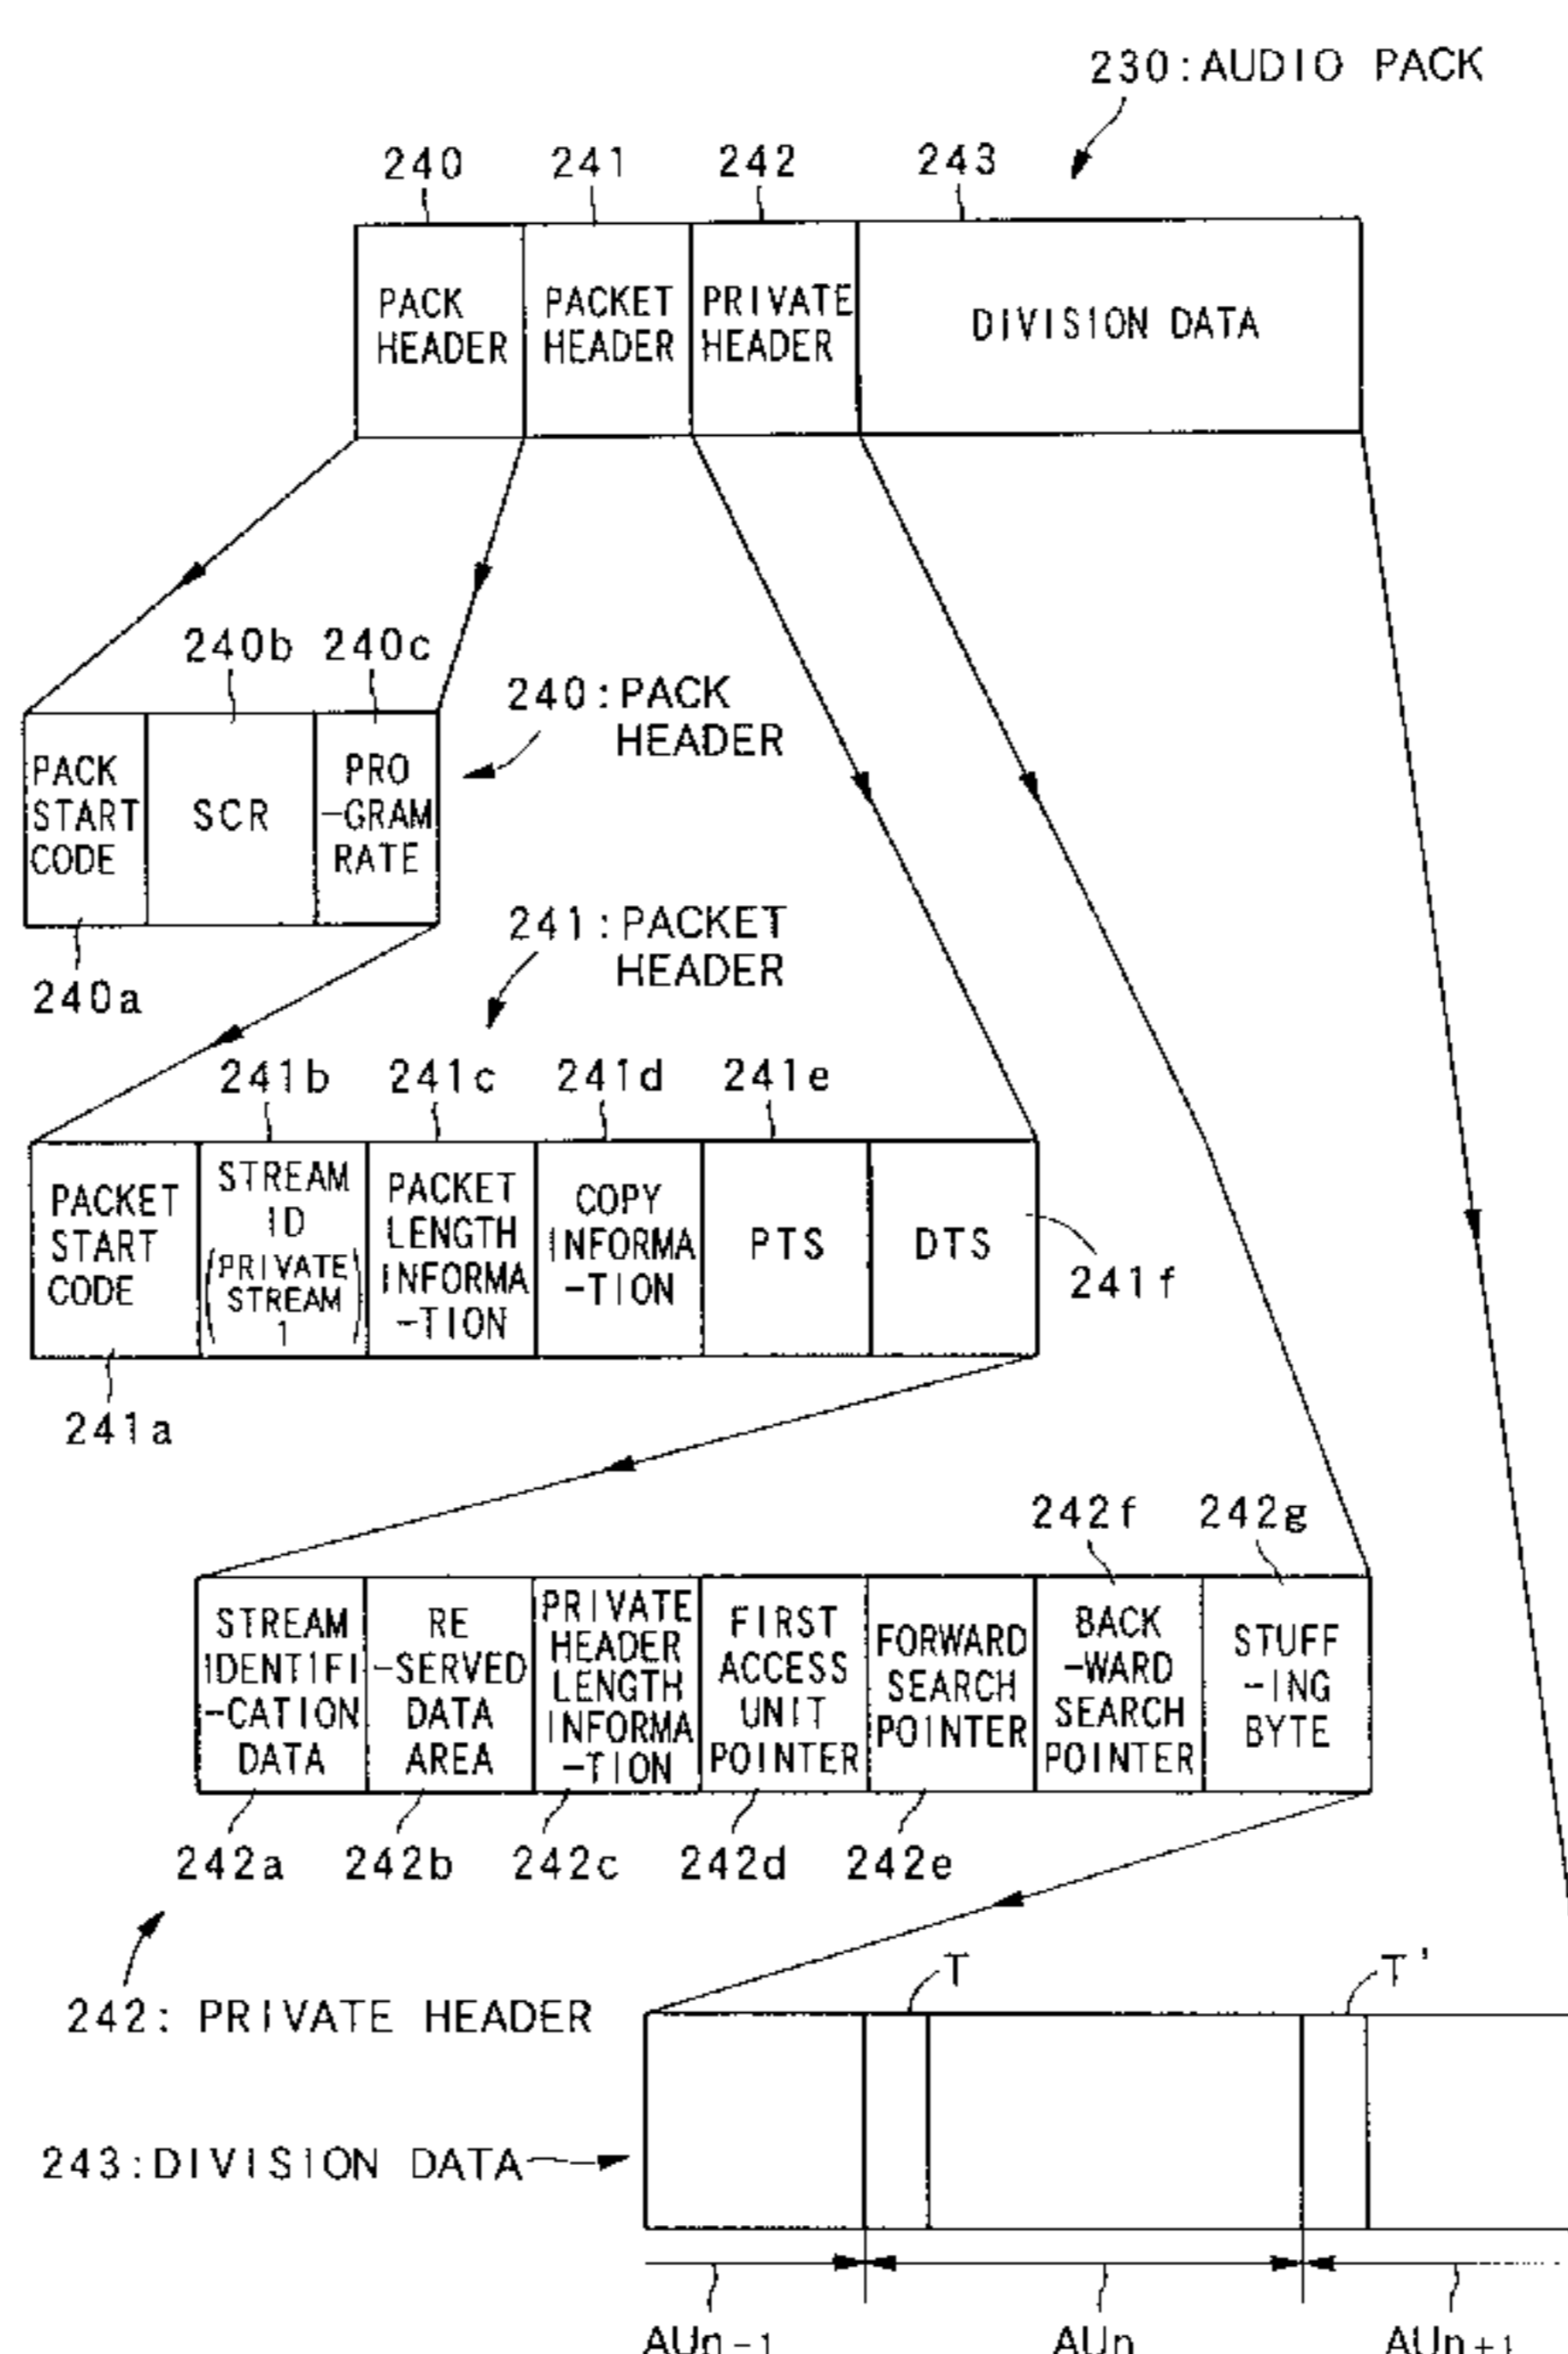 230:AUDIO PACK
240 241 242 243
PACK
HEADER
PACKET
HEADER
PRIVATE
HEADER
DIVISION DATA
240b 240c
240:PACK
HEADER
PACK
START
CODE
SCR
PRO
-GRAM
RATE
240a
241:PACKET
HEADER
241b 241c 241d 241e
PACKET
START
CODE
STREAM
ID
(PRIVATE
STREAM
1)
PACKET
LENGTH
INFORMA
-TION
COPY
INFORMA
-TION
PTS
DTS
241f
241a
242f 242g
STREAM
IDENTIFI
-CATION
DATA
RE
-SERVED
DATA
AREA
PRIVATE
HEADER
LENGTH
INFORMA
-TION
FIRST
ACCESS
UNIT
POINTER
FORWARD
SEARCH
POINTER
BACK
-WARD
SEARCH
POINTER
STUFF
-ING
BYTE
242a 242b 242c 242d 242e
242: PRIVATE HEADER
T T'
243:DIVISION DATA
AUn-1 AUn AUn+1